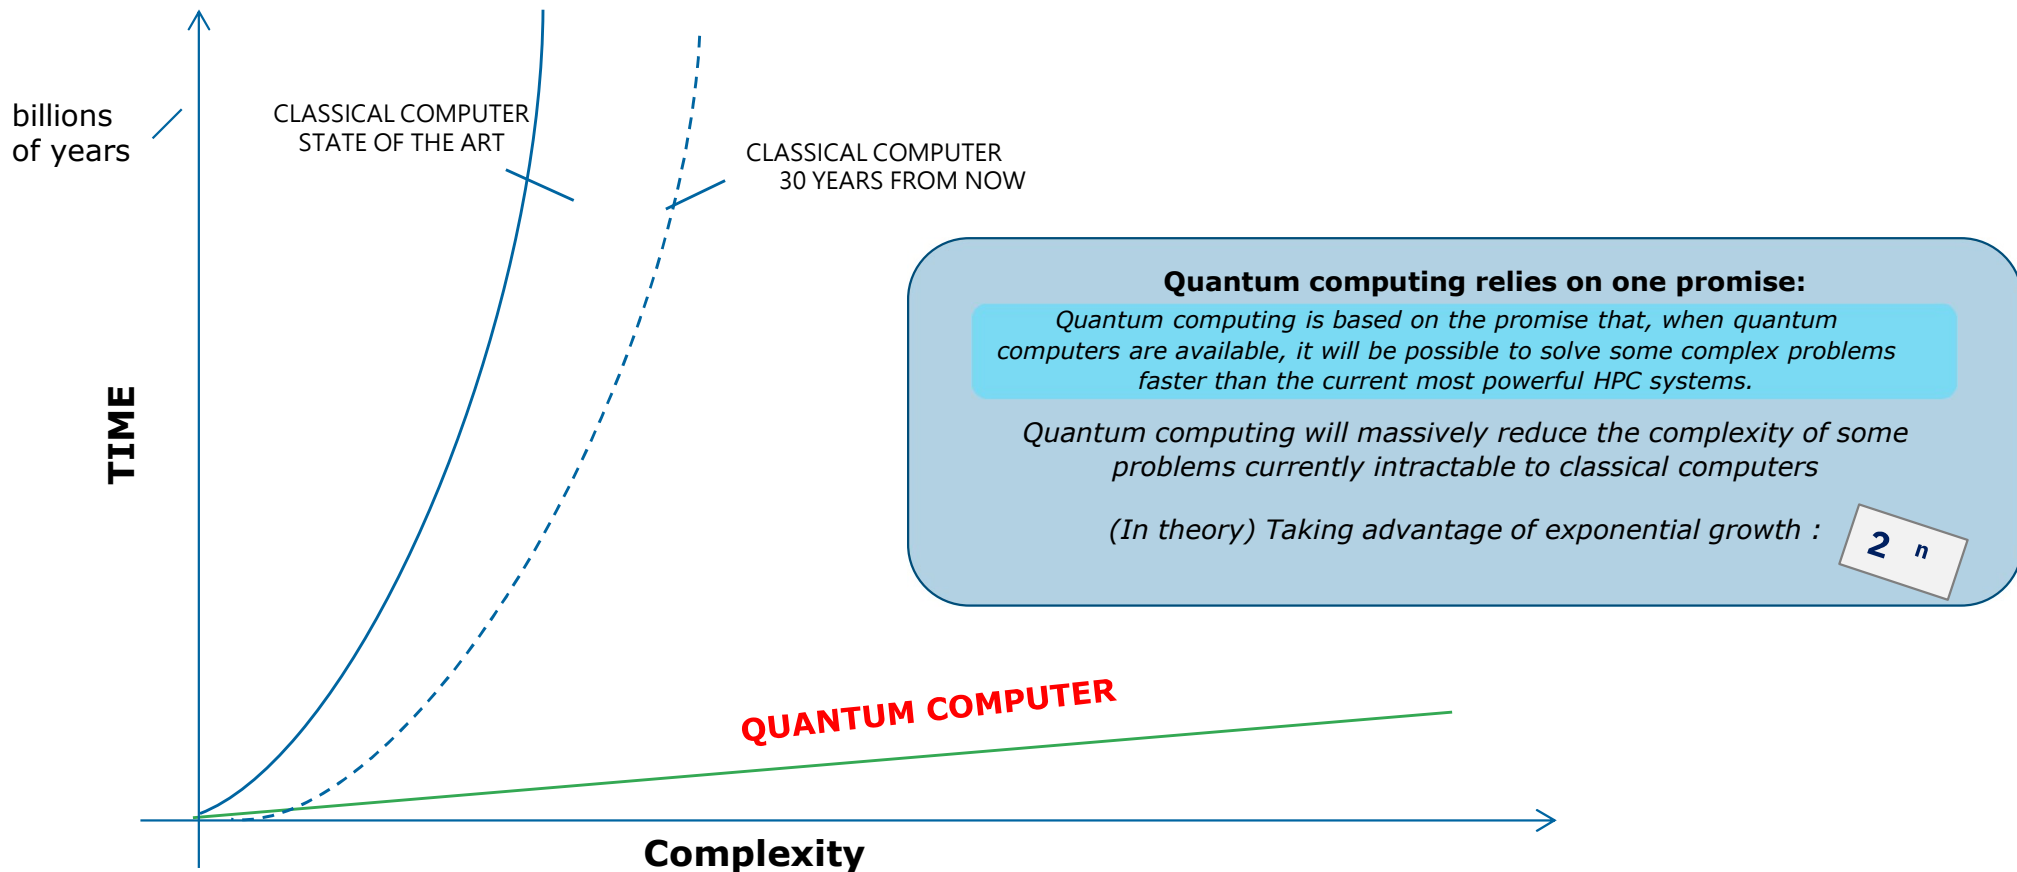 billions
of years
CLASSICAL COMPUTER
STATE OF THE ART
CLASSICAL COMPUTER
30 YEARS FROM NOW
TIME
Quantum computing relies on one promise:
Quantum computing is based on the promise that, when quantum
computers are available, it will be possible to solve some complex problems
faster than the current most powerful HPC systems.
Quantum computing will massively reduce the complexity of some
problems currently intractable to classical computers
(In theory) Taking advantage of exponential growth :
2 n
QUANTUM COMPUTER
Complexity